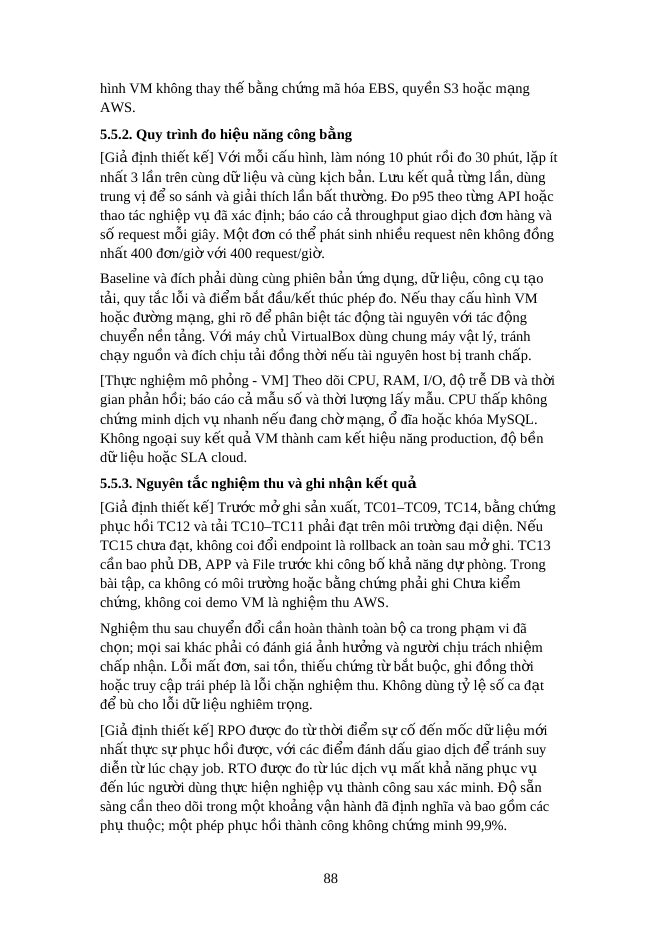 hình VM không thay thế bằng chứng mã hóa EBS, quyền S3 hoặc mạng
AWS.
5.5.2. Quy trình đo hiệu năng công bằng
[Giả định thiết kế] Với mỗi cấu hình, làm nóng 10 phút rồi đo 30 phút, lặp ít
nhất 3 lần trên cùng dữ liệu và cùng kịch bản. Lưu kết quả từng lần, dùng
trung vị để so sánh và giải thích lần bất thường. Đo p95 theo từng API hoặc
thao tác nghiệp vụ đã xác định; báo cáo cả throughput giao dịch đơn hàng và
số request mỗi giây. Một đơn có thể phát sinh nhiều request nên không đồng
nhất 400 đơn/giờ với 400 request/giờ.
Baseline và đích phải dùng cùng phiên bản ứng dụng, dữ liệu, công cụ tạo
tải, quy tắc lỗi và điểm bắt đầu/kết thúc phép đo. Nếu thay cấu hình VM
hoặc đường mạng, ghi rõ để phân biệt tác động tài nguyên với tác động
chuyển nền tảng. Với máy chủ VirtualBox dùng chung máy vật lý, tránh
chạy nguồn và đích chịu tải đồng thời nếu tài nguyên host bị tranh chấp.
[Thực nghiệm mô phỏng - VM] Theo dõi CPU, RAM, I/O, độ trễ DB và thời
gian phản hồi; báo cáo cả mẫu số và thời lượng lấy mẫu. CPU thấp không
chứng minh dịch vụ nhanh nếu đang chờ mạng, ổ đĩa hoặc khóa MySQL.
Không ngoại suy kết quả VM thành cam kết hiệu năng production, độ bền
dữ liệu hoặc SLA cloud.
5.5.3. Nguyên tắc nghiệm thu và ghi nhận kết quả
[Giả định thiết kế] Trước mở ghi sản xuất, TC01–TC09, TC14, bằng chứng
phục hồi TC12 và tải TC10–TC11 phải đạt trên môi trường đại diện. Nếu
TC15 chưa đạt, không coi đổi endpoint là rollback an toàn sau mở ghi. TC13
cần bao phủ DB, APP và File trước khi công bố khả năng dự phòng. Trong
bài tập, ca không có môi trường hoặc bằng chứng phải ghi Chưa kiểm
chứng, không coi demo VM là nghiệm thu AWS.
Nghiệm thu sau chuyển đổi cần hoàn thành toàn bộ ca trong phạm vi đã
chọn; mọi sai khác phải có đánh giá ảnh hưởng và người chịu trách nhiệm
chấp nhận. Lỗi mất đơn, sai tồn, thiếu chứng từ bắt buộc, ghi đồng thời
hoặc truy cập trái phép là lỗi chặn nghiệm thu. Không dùng tỷ lệ số ca đạt
để bù cho lỗi dữ liệu nghiêm trọng.
[Giả định thiết kế] RPO được đo từ thời điểm sự cố đến mốc dữ liệu mới
nhất thực sự phục hồi được, với các điểm đánh dấu giao dịch để tránh suy
diễn từ lúc chạy job. RTO được đo từ lúc dịch vụ mất khả năng phục vụ
đến lúc người dùng thực hiện nghiệp vụ thành công sau xác minh. Độ sẵn
sàng cần theo dõi trong một khoảng vận hành đã định nghĩa và bao gồm các
phụ thuộc; một phép phục hồi thành công không chứng minh 99,9%.
88